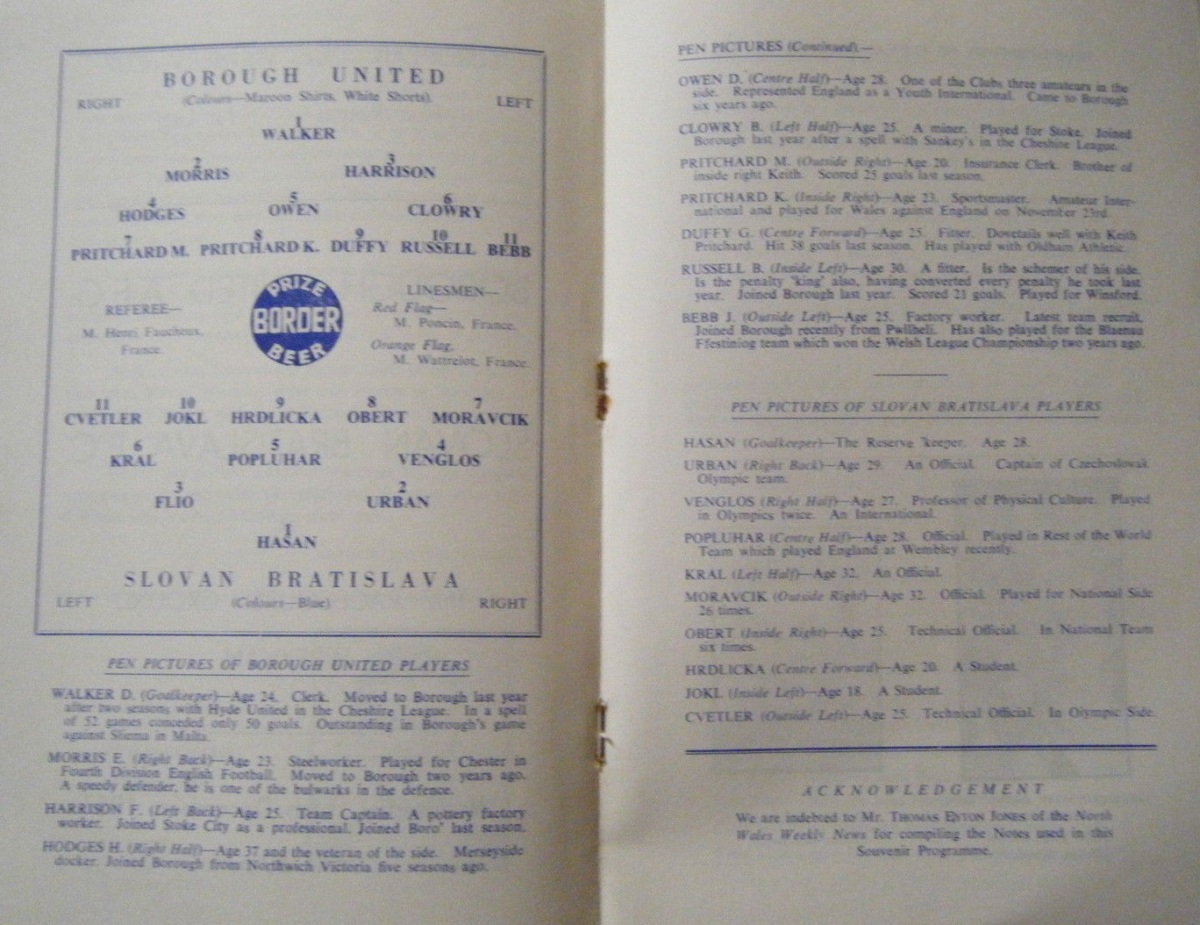 BOROUGH UNITED
RIGHT (Colours—Maroon Shirts, White Shorts). LEFT
1
WALKER
2 3
MORRIS HARRISON
4 5 6
HODGES OWEN CLOWRY
7 8 9 10 11
PRITCHARD M. PRITCHARD K. DUFFY RUSSELL BEBB
REFEREE—
M. Henri Faucheux,
France.
PRIZE
BORDER
BEER
LINESMEN—
Red Flag—
M. Poncin, France.
Orange Flag,
M. Wattrelot, France.
11 10 9 8 7
CVETLER JOKL HRDLICKA OBERT MORAVCIK
6 5 4
KRAL POPLUHAR VENGLOS
3 2
FLIO URBAN
1
HASAN
SLOVAN BRATISLAVA
LEFT (Colours—Blue) RIGHT
PEN PICTURES OF BOROUGH UNITED PLAYERS
WALKER D. (Goalkeeper)—Age 24. Clerk. Moved to Borough last year
after two seasons with Hyde United in the Cheshire League. In a spell
of 52 games conceded only 50 goals. Outstanding in Borough's game
against Sliema in Malta.
MORRIS E. (Right Back)—Age 23. Steelworker. Played for Chester in
Fourth Division English Football. Moved to Borough two years ago.
A speedy defender, he is one of the bulwarks in the defence.
HARRISON F. (Left Back)—Age 25. Team Captain. A pottery factory
worker. Joined Stoke City as a professional. Joined Boro' last season.
HODGES H. (Right Half)—Age 37 and the veteran of the side. Merseyside
docker. Joined Borough from Northwich Victoria five seasons ago.
PEN PICTURES (Continued).—
OWEN D. (Centre Half)—Age 28. One of the Clubs three amateurs in the
side. Represented England as a Youth International. Came to Borough
six years ago.
CLOWRY B. (Left Half)—Age 25. A miner. Played for Stoke. Joined
Borough last year after a spell with Sankey's in the Cheshire League.
PRITCHARD M. (Outside Right)—Age 20. Insurance Clerk. Brother of
inside right Keith. Scored 25 goals last season.
PRITCHARD K. (Inside Right)—Age 23. Sportsmaster. Amateur Inter-
national and played for Wales against England on November 23rd.
DUFFY G. (Centre Forward)—Age 25. Fitter. Dovetails well with Keith
Pritchard. Hit 38 goals last season. Has played with Oldham Athletic.
RUSSELL B. (Inside Left)—Age 30. A fitter. Is the schemer of his side.
Is the penalty "king" also, having converted every penalty he took last
year. Joined Borough last year. Scored 21 goals. Played for Winsford.
BEBB J. (Outside Left)—Age 25. Factory worker. Latest team recruit.
Joined Borough recently from Pwllheli. Has also played for the Blaenau
Ffestiniog team which won the Welsh League Championship two years ago.
PEN PICTURES OF SLOVAN BRATISLAVA PLAYERS
HASAN (Goalkeeper)—The Reserve 'keeper. Age 28.
URBAN (Right Back)—Age 29. An Official. Captain of Czechoslovak
Olympic team.
VENGLOS (Right Half)—Age 27. Professor of Physical Culture. Played
in Olympics twice. An International.
POPLUHAR (Centre Half)—Age 28. Official. Played in Rest of the World
Team which played England at Wembley recently.
KRAL (Left Half)—Age 32. An Official.
MORAVCIK (Outside Right)—Age 32. Official. Played for National Side
26 times.
OBERT (Inside Right)—Age 25. Technical Official. In National Team
six times.
HRDLICKA (Centre Forward)—Age 20. A Student.
JOKL (Inside Left)—Age 18. A Student.
CVETLER (Outside Left)—Age 25. Technical Official. In Olympic Side.
ACKNOWLEDGEMENT
We are indebted to Mr. THOMAS EYTON JONES of the North
Wales Weekly News for compiling the Notes used in this
Souvenir Programme.